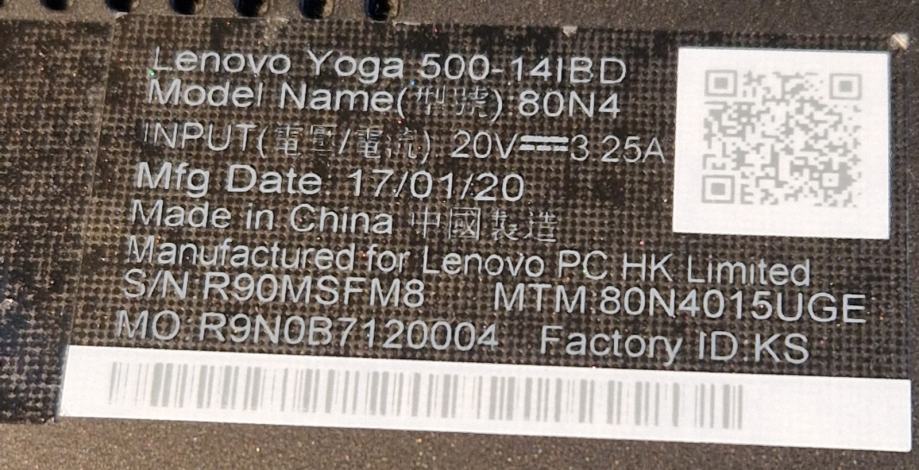 Lenovo Yoga 500-14IBD
Model Name(型號) 80N4
INPUT(電壓/電流) 20V⎓3.25A
Mfg Date 17/01/20
Made in China 中國製造
Manufactured for Lenovo PC HK Limited
S/N R90MSFM8 MTM 80N4015UGE
MO R9N0B7120004 Factory ID KS